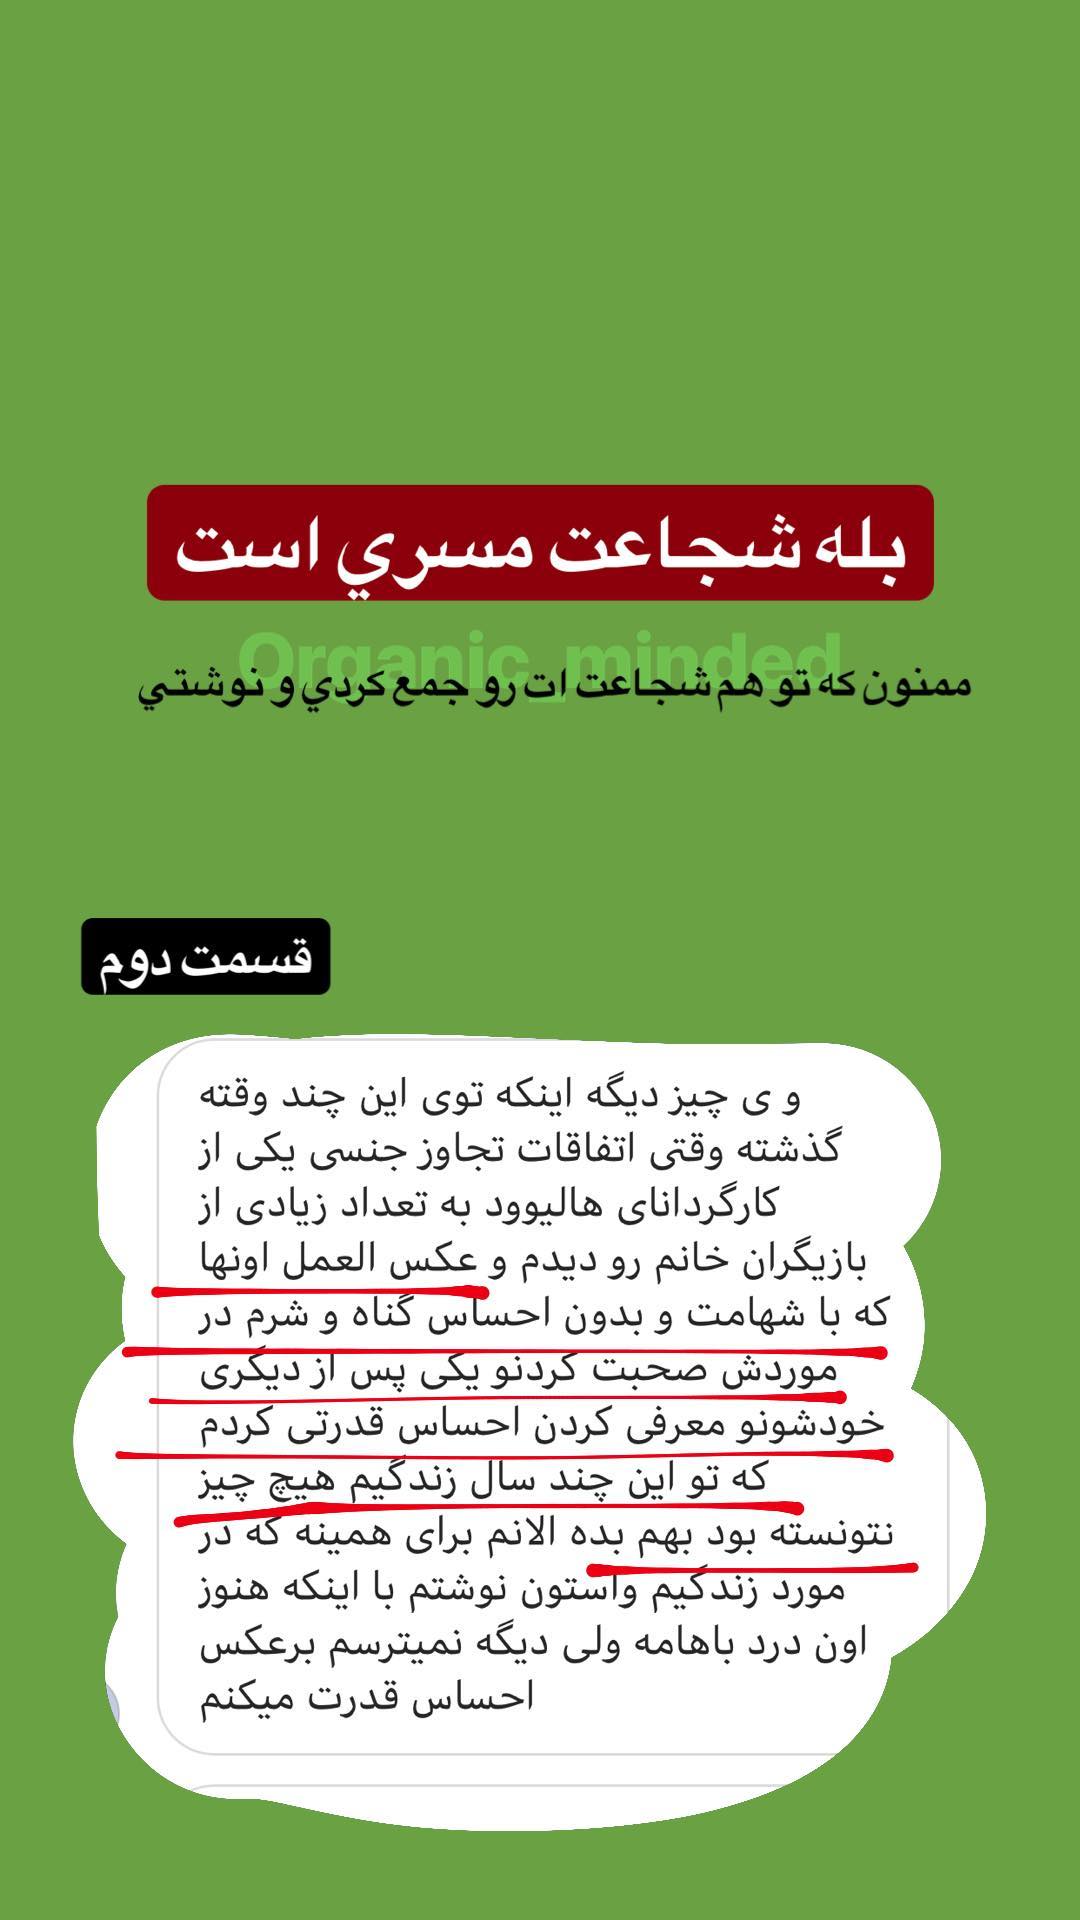 بله شجاعت مسري است
Organic_minded
ممنون که تو هم شجاعت ات رو جمع کردي و نوشتي
قسمت دوم
و ی چیز دیگه اینکه توی این چند وقته
گذشته وقتی اتفاقات تجاوز جنسی یکی از
کارگردانای هالیوود به تعداد زیادی از
بازیگران خانم رو دیدم و عکس العمل اونها
که با شهامت و بدون احساس گناه و شرم در
موردش صحبت کردنو یکی پس از دیگری
خودشونو معرفی کردن احساس قدرتی کردم
که تو این چند سال زندگیم هیچ چیز
نتونسته بود بهم بده الانم برای همینه که در
مورد زندگیم واستون نوشتم با اینکه هنوز
اون درد باهامه ولی دیگه نمیترسم برعکس
احساس قدرت میکنم